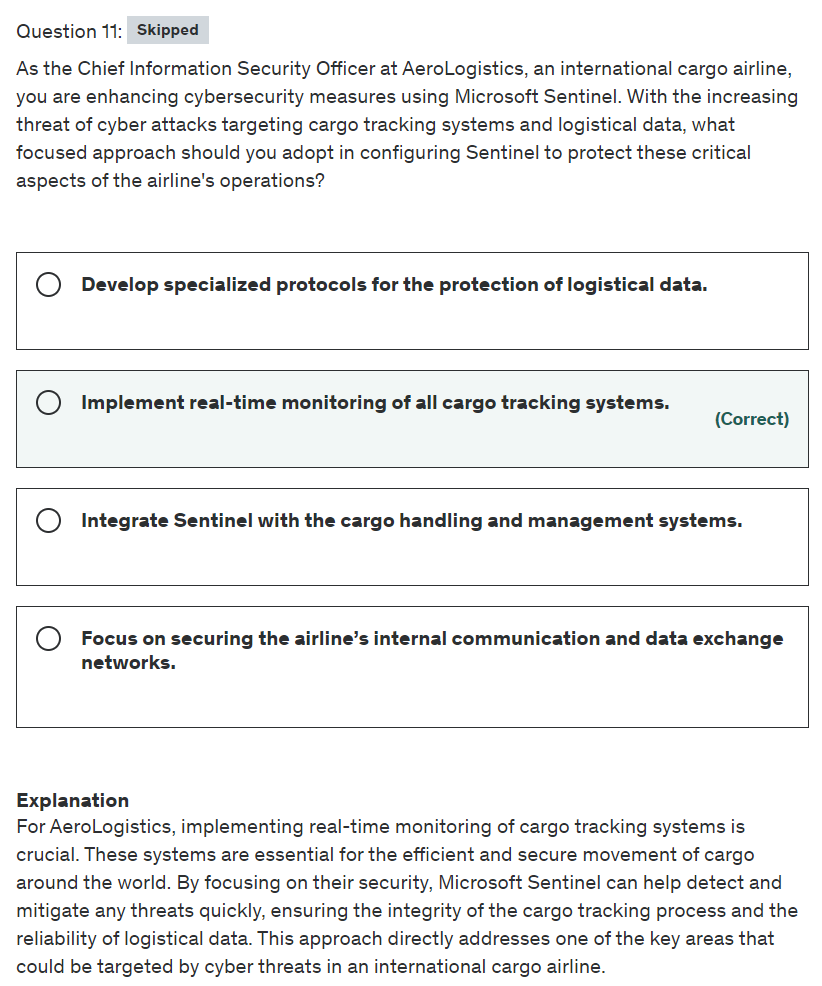 Question 11: Skipped
As the Chief Information Security Officer at AeroLogistics, an international cargo airline,
you are enhancing cybersecurity measures using Microsoft Sentinel. With the increasing
threat of cyber attacks targeting cargo tracking systems and logistical data, what
focused approach should you adopt in configuring Sentinel to protect these critical
aspects of the airline's operations?
Develop specialized protocols for the protection of logistical data.
Implement real-time monitoring of all cargo tracking systems.
(Correct)
Integrate Sentinel with the cargo handling and management systems.
Focus on securing the airline’s internal communication and data exchange
networks.
Explanation
For AeroLogistics, implementing real-time monitoring of cargo tracking systems is
crucial. These systems are essential for the efficient and secure movement of cargo
around the world. By focusing on their security, Microsoft Sentinel can help detect and
mitigate any threats quickly, ensuring the integrity of the cargo tracking process and the
reliability of logistical data. This approach directly addresses one of the key areas that
could be targeted by cyber threats in an international cargo airline.